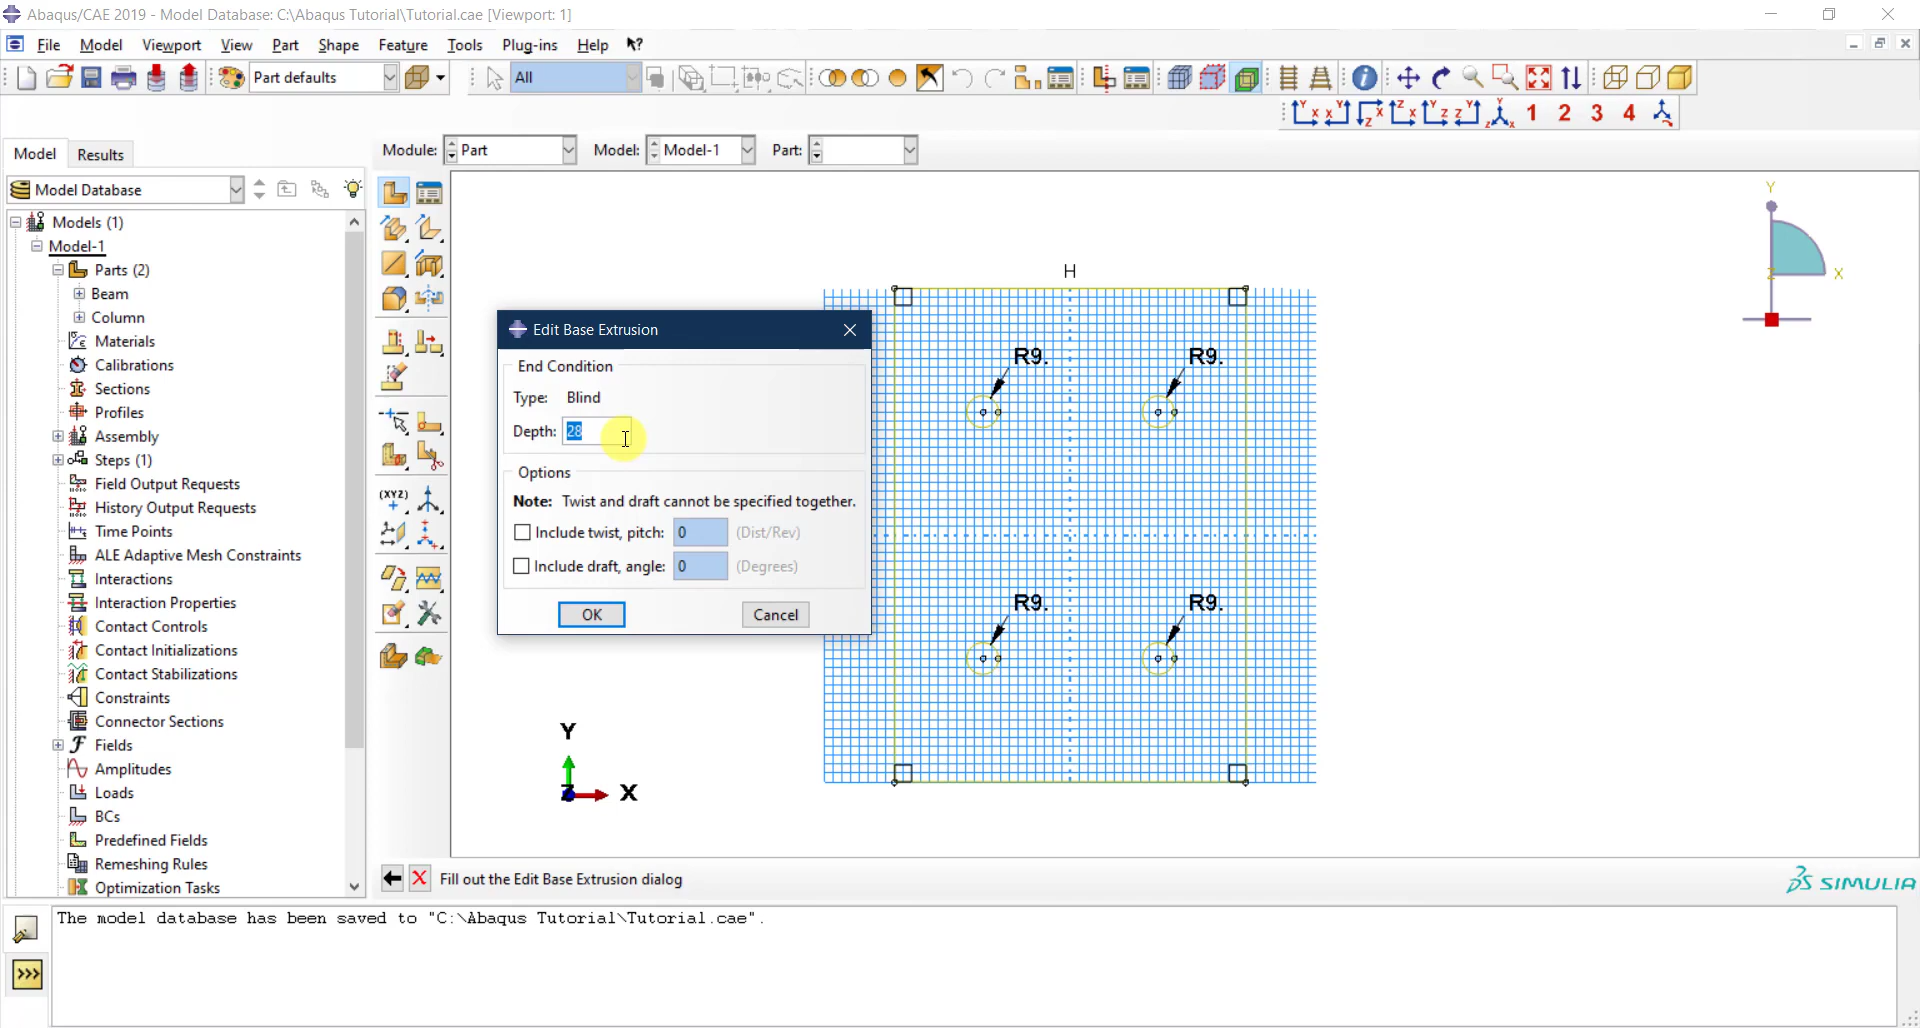 Abaqus/CAE 2019 - Model Database: C:\Abaqus Tutorial\Tutorial.cae [Viewport: 1]
File Model Viewport View Part Shape Feature Tools Plug-ins Help
Part defaults All
1 2 3 4
Model Results
Module: Part Model: Model-1 Part:
Model Database
Models (1)
Model-1
Parts (2)
Beam
Column
Materials
Calibrations
Sections
Profiles
Assembly
Steps (1)
Field Output Requests
History Output Requests
Time Points
ALE Adaptive Mesh Constraints
Interactions
Interaction Properties
Contact Controls
Contact Initializations
Contact Stabilizations
Constraints
Connector Sections
Fields
Amplitudes
Loads
BCs
Predefined Fields
Remeshing Rules
Optimization Tasks
(XYZ)
Edit Base Extrusion
End Condition
Type: Blind
Depth: 28
Options
Note: Twist and draft cannot be specified together.
Include twist, pitch: 0 (Dist/Rev)
Include draft, angle: 0 (Degrees)
OK Cancel
H
R9. R9.
R9. R9.
Y
Z X
Y
Z X
Fill out the Edit Base Extrusion dialog
SIMULIA
The model database has been saved to "C:\Abaqus Tutorial\Tutorial.cae".
>>>